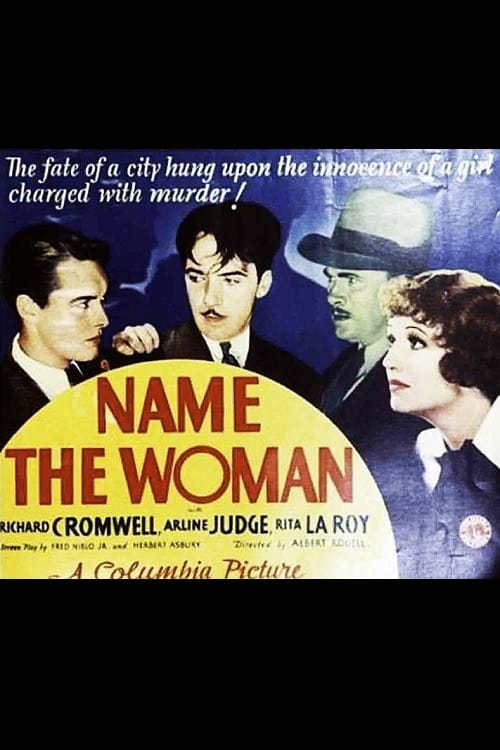 The fate of a city hung upon the innocence of a girl
charged with murder!
NAME
THE WOMAN
with
RICHARD CROMWELL, ARLINE JUDGE, RITA LA ROY
Screen Play by FRED NIBLO JR. and HERBERT ASBURY Directed by ALBERT ROGELL
A Columbia Picture